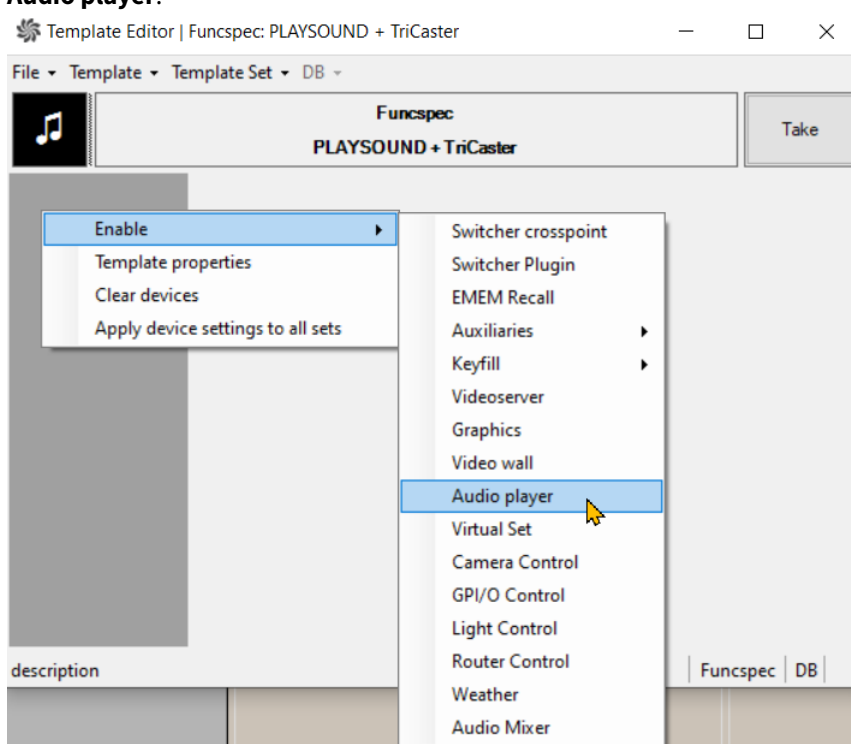 Audio player.
Template Editor | Funcspec: PLAYSOUND + TriCaster
File Template Template Set DB
Funcspec
PLAYSOUND + TriCaster
Take
Enable
Template properties
Clear devices
Apply device settings to all sets
Switcher crosspoint
Switcher Plugin
EMEM Recall
Auxiliaries
Keyfill
Videoserver
Graphics
Video wall
Audio player
Virtual Set
Camera Control
GPI/O Control
Light Control
Router Control
Weather
Audio Mixer
description
Funcspec DB